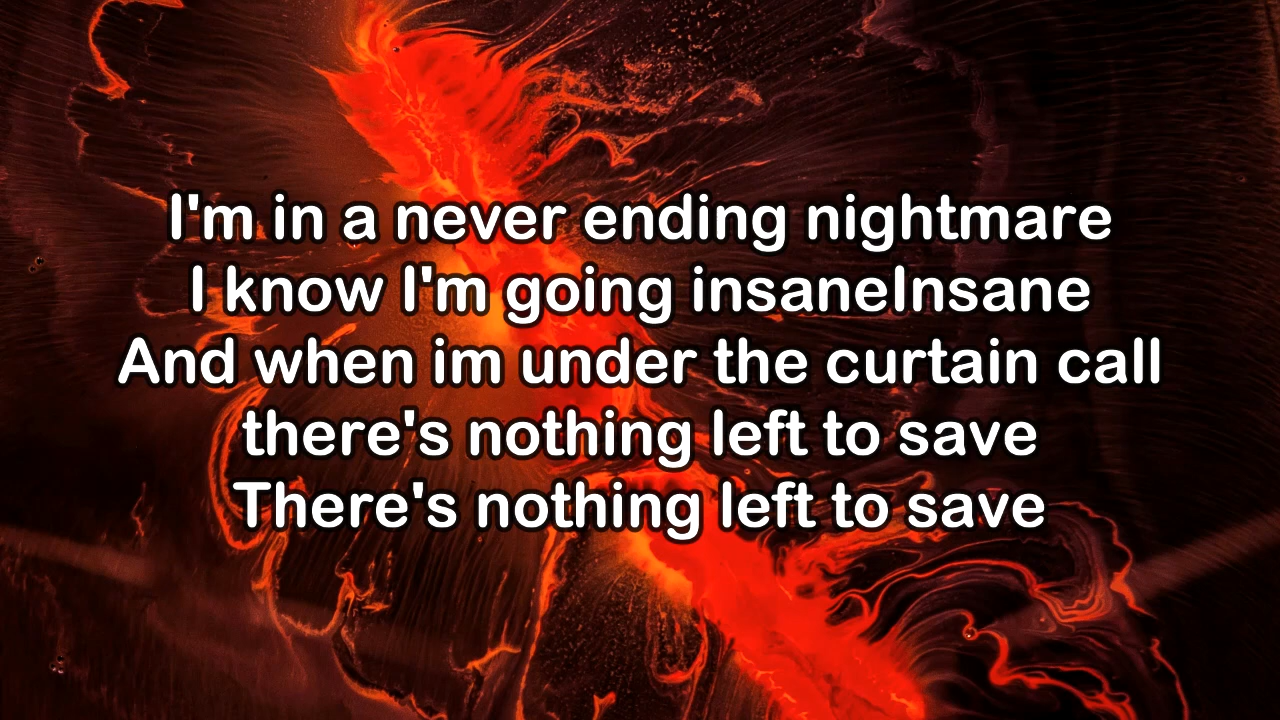 I'm in a never ending nightmare
I know I'm going insaneInsane
And when im under the curtain call
there's nothing left to save
There's nothing left to save